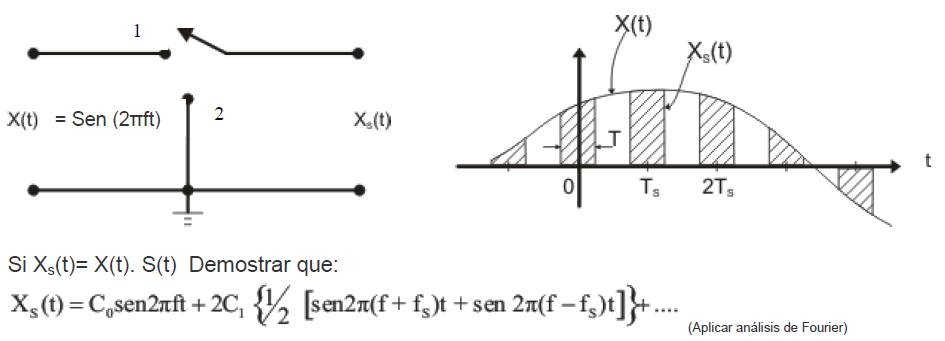 1
2
X(t) = Sen (2πft)
Xₛ(t)
X(t)
Xₛ(t)
T
0 Tₛ 2Tₛ
t
Si Xₛ(t)= X(t). S(t) Demostrar que:
Xₛ(t) = C₀sen2πft + 2C₁ {½ [sen2π(f + fₛ)t + sen 2π(f − fₛ)t]}+ ....
(Aplicar análisis de Fourier)